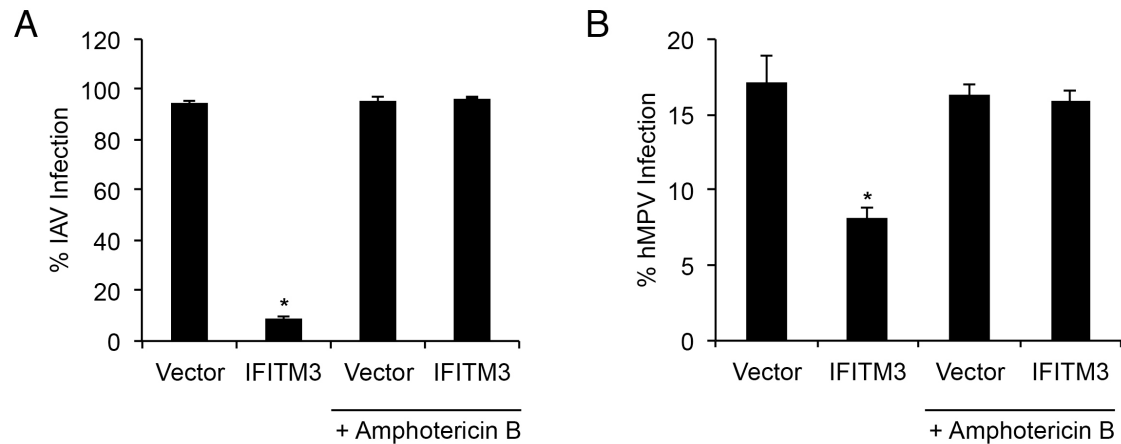 A
% IAV Infection
120
100
80
60
40
20
0
*
Vector IFITM3 Vector IFITM3
+ Amphotericin B
B
% hMPV Infection
20
15
10
5
0
*
Vector IFITM3 Vector IFITM3
+ Amphotericin B